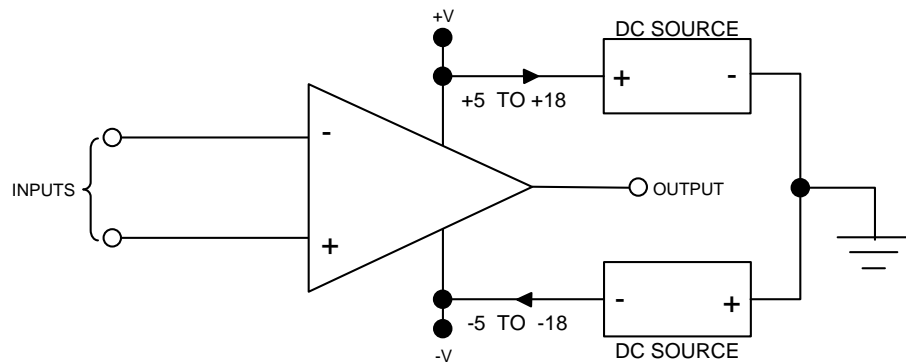 +V
DC SOURCE
+ -
+5 TO +18
-
INPUTS
OUTPUT
+
- +
-5 TO -18
-V
DC SOURCE